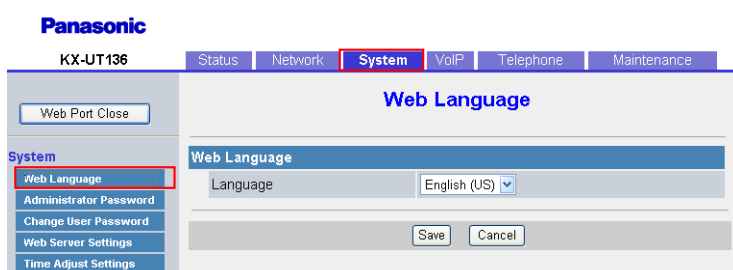 Panasonic
KX-UT136
Status Network System VoIP Telephone Maintenance
Web Port Close
Web Language
System
Web Language
Administrator Password
Change User Password
Web Server Settings
Time Adjust Settings
Web Language
Language English (US)
Save Cancel